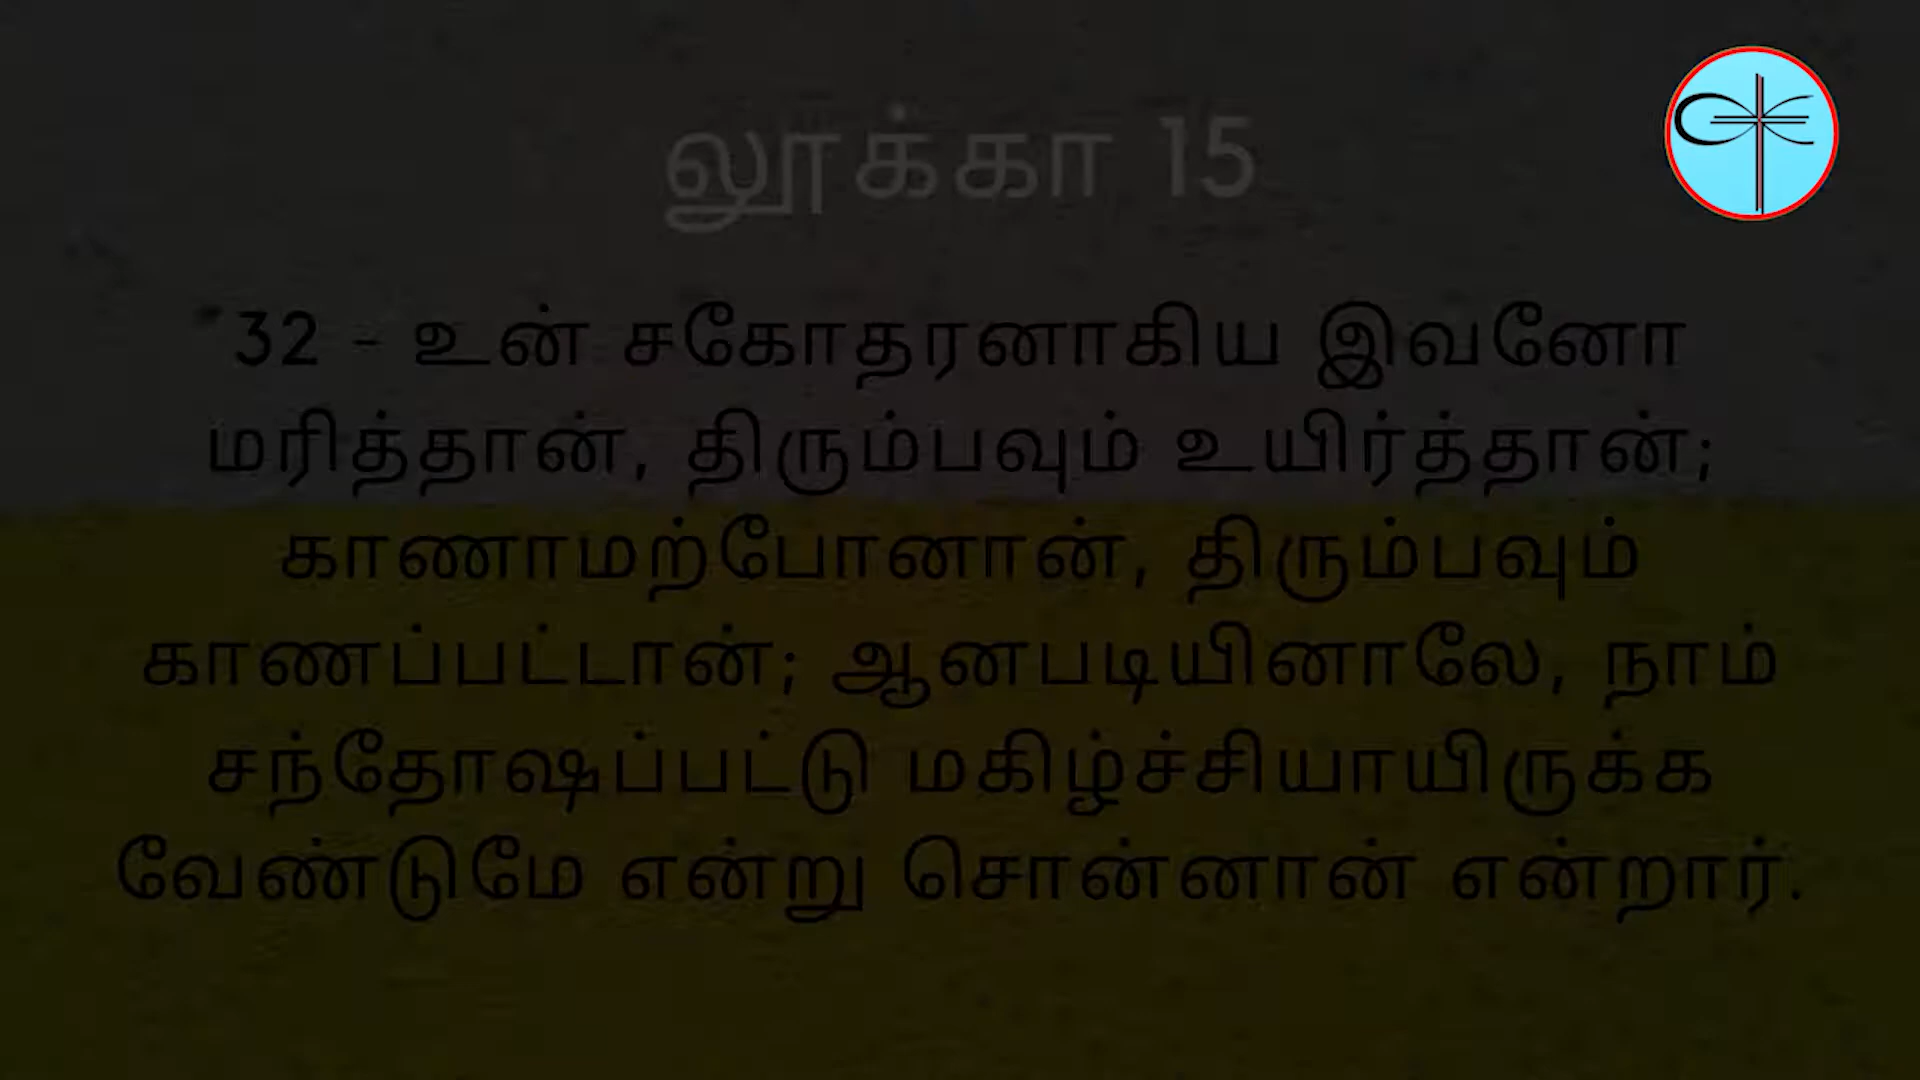 லூக்கா 15
32 - உன் சகோதரனாகிய இவனோ
மரித்தான், திரும்பவும் உயிர்த்தான்;
காணாமற்போனான், திரும்பவும்
காணப்பட்டான்; ஆனபடியினாலே, நாம்
சந்தோஷப்பட்டு மகிழ்ச்சியாயிருக்க
வேண்டுமே என்று சொன்னான் என்றார்.